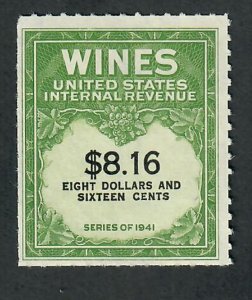 WINES
UNITED STATES
INTERNAL REVENUE
$8.16
EIGHT DOLLARS AND
SIXTEEN CENTS
SERIES OF 1941